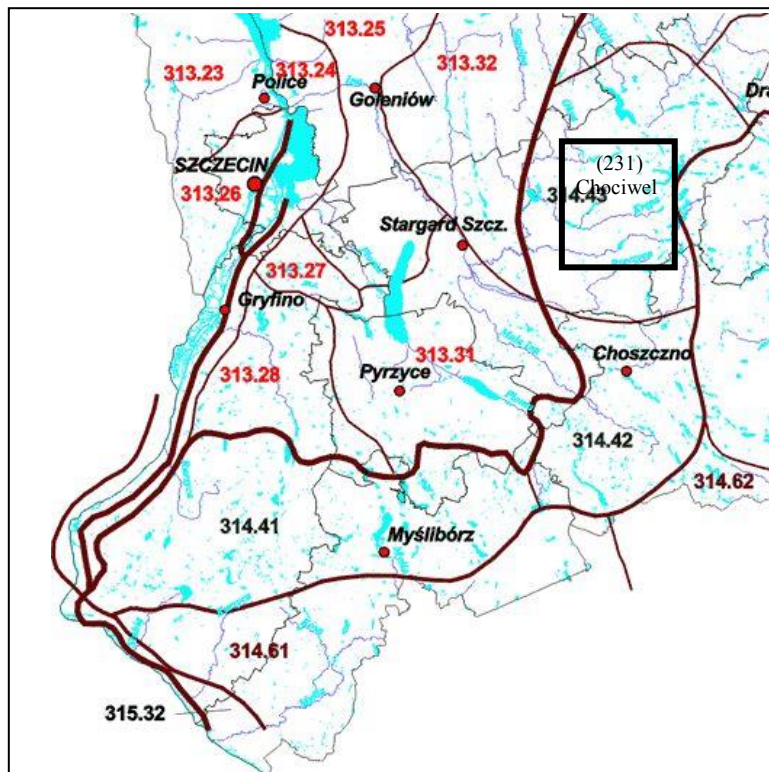 313.25
313.23
313.24
313.32
Police
Goleniów
Dra
(231)
Chociwel
SZCZECIN
313.26
314.43
Stargard Szcz.
313.27
Gryfino
313.31
Choszczno
313.28
Pyrzyce
314.42
314.62
314.41
Myślibórz
314.61
315.32